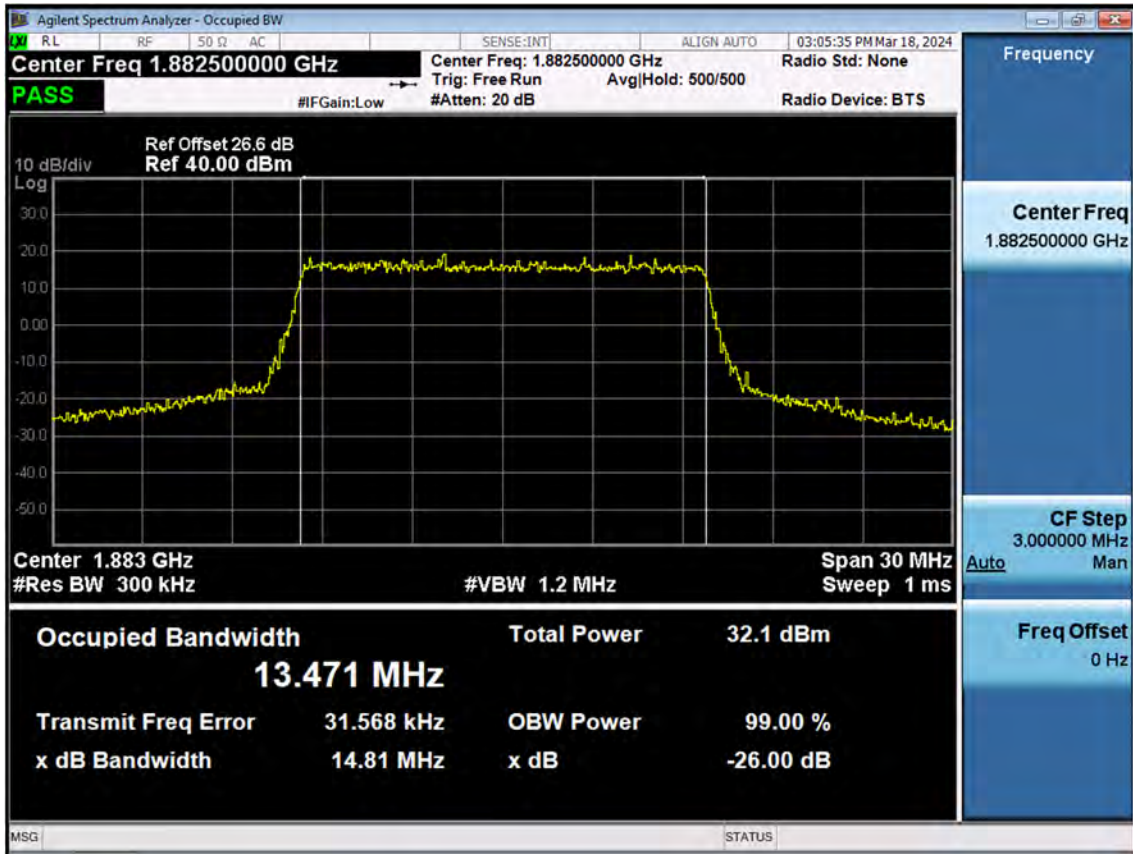 Agilent Spectrum Analyzer - Occupied BW
LXI RL RF 50 Ω AC SENSE:INT ALIGN AUTO 03:05:35 PM Mar 18, 2024
Center Freq 1.882500000 GHz
Center Freq: 1.882500000 GHz
Radio Std: None
Trig: Free Run Avg|Hold: 500/500
PASS
#IFGain:Low
#Atten: 20 dB
Radio Device: BTS
Frequency
Ref Offset 26.6 dB
10 dB/div Ref 40.00 dBm
Log
30.0
20.0
10.0
0.00
-10.0
-20.0
-30.0
-40.0
-50.0
Center 1.883 GHz Span 30 MHz
#Res BW 300 kHz #VBW 1.2 MHz Sweep 1 ms
Center Freq
1.882500000 GHz
CF Step
3.000000 MHz
Auto Man
Freq Offset
0 Hz
Occupied Bandwidth Total Power 32.1 dBm
13.471 MHz
Transmit Freq Error 31.568 kHz OBW Power 99.00 %
x dB Bandwidth 14.81 MHz x dB -26.00 dB
MSG STATUS